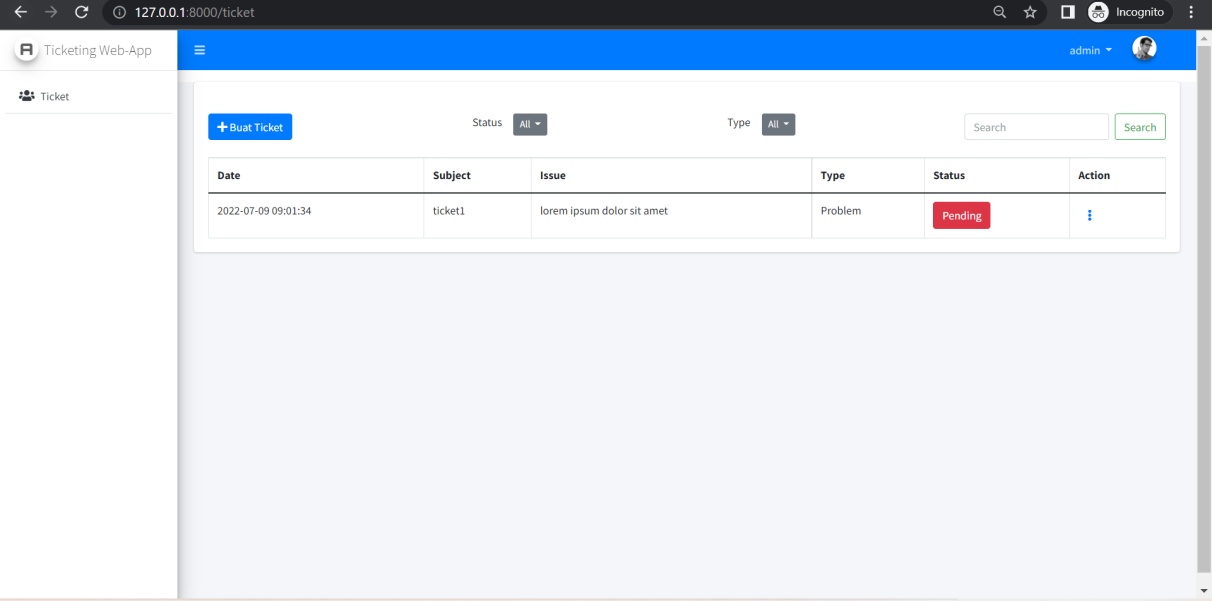 127.0.0.1:8000/ticket
Incognito
Ticketing Web-App
admin
Ticket
Buat Ticket
Status All
Type All
Search
Search
Date Subject Issue Type Status Action
2022-07-09 09:01:34 ticket1 lorem ipsum dolor sit amet Problem Pending